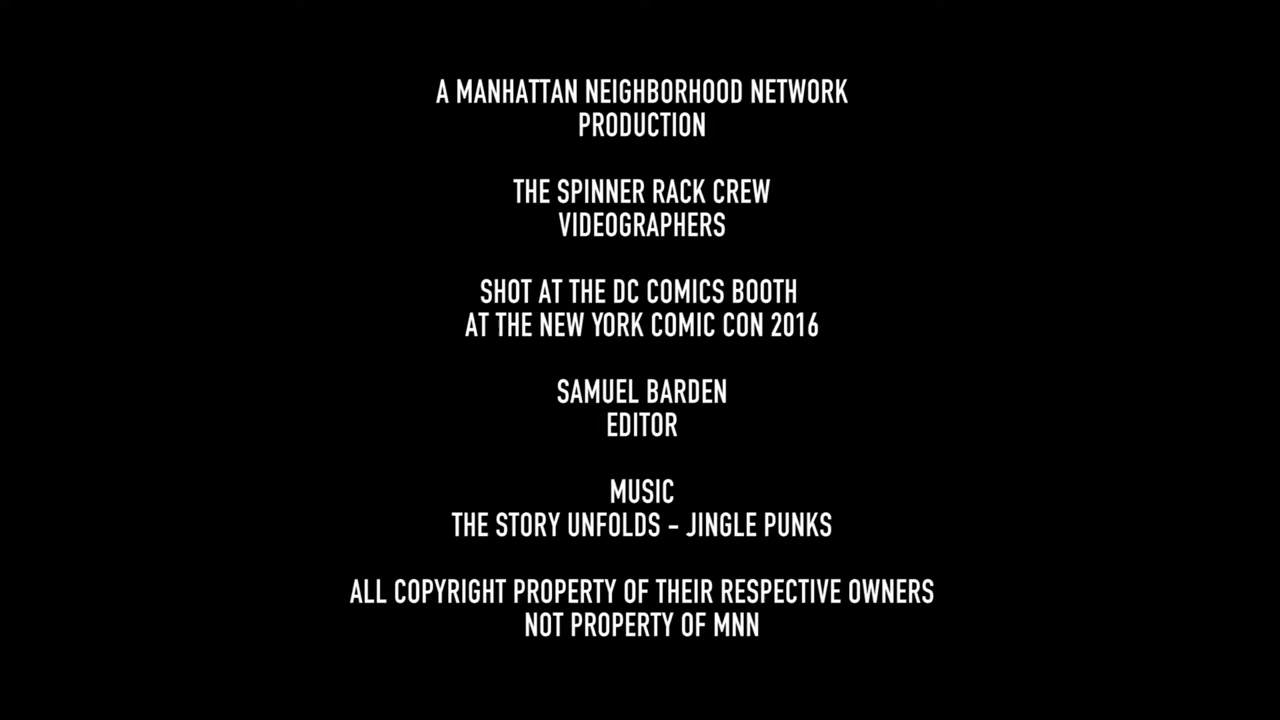 A MANHATTAN NEIGHBORHOOD NETWORK
PRODUCTION
THE SPINNER RACK CREW
VIDEOGRAPHERS
SHOT AT THE DC COMICS BOOTH
AT THE NEW YORK COMIC CON 2016
SAMUEL BARDEN
EDITOR
MUSIC
THE STORY UNFOLDS - JINGLE PUNKS
ALL COPYRIGHT PROPERTY OF THEIR RESPECTIVE OWNERS
NOT PROPERTY OF MNN